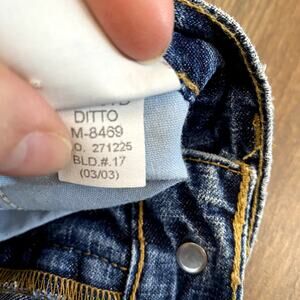 DITTO
M-8469
O. 271225
BLD.#.17
(03/03)